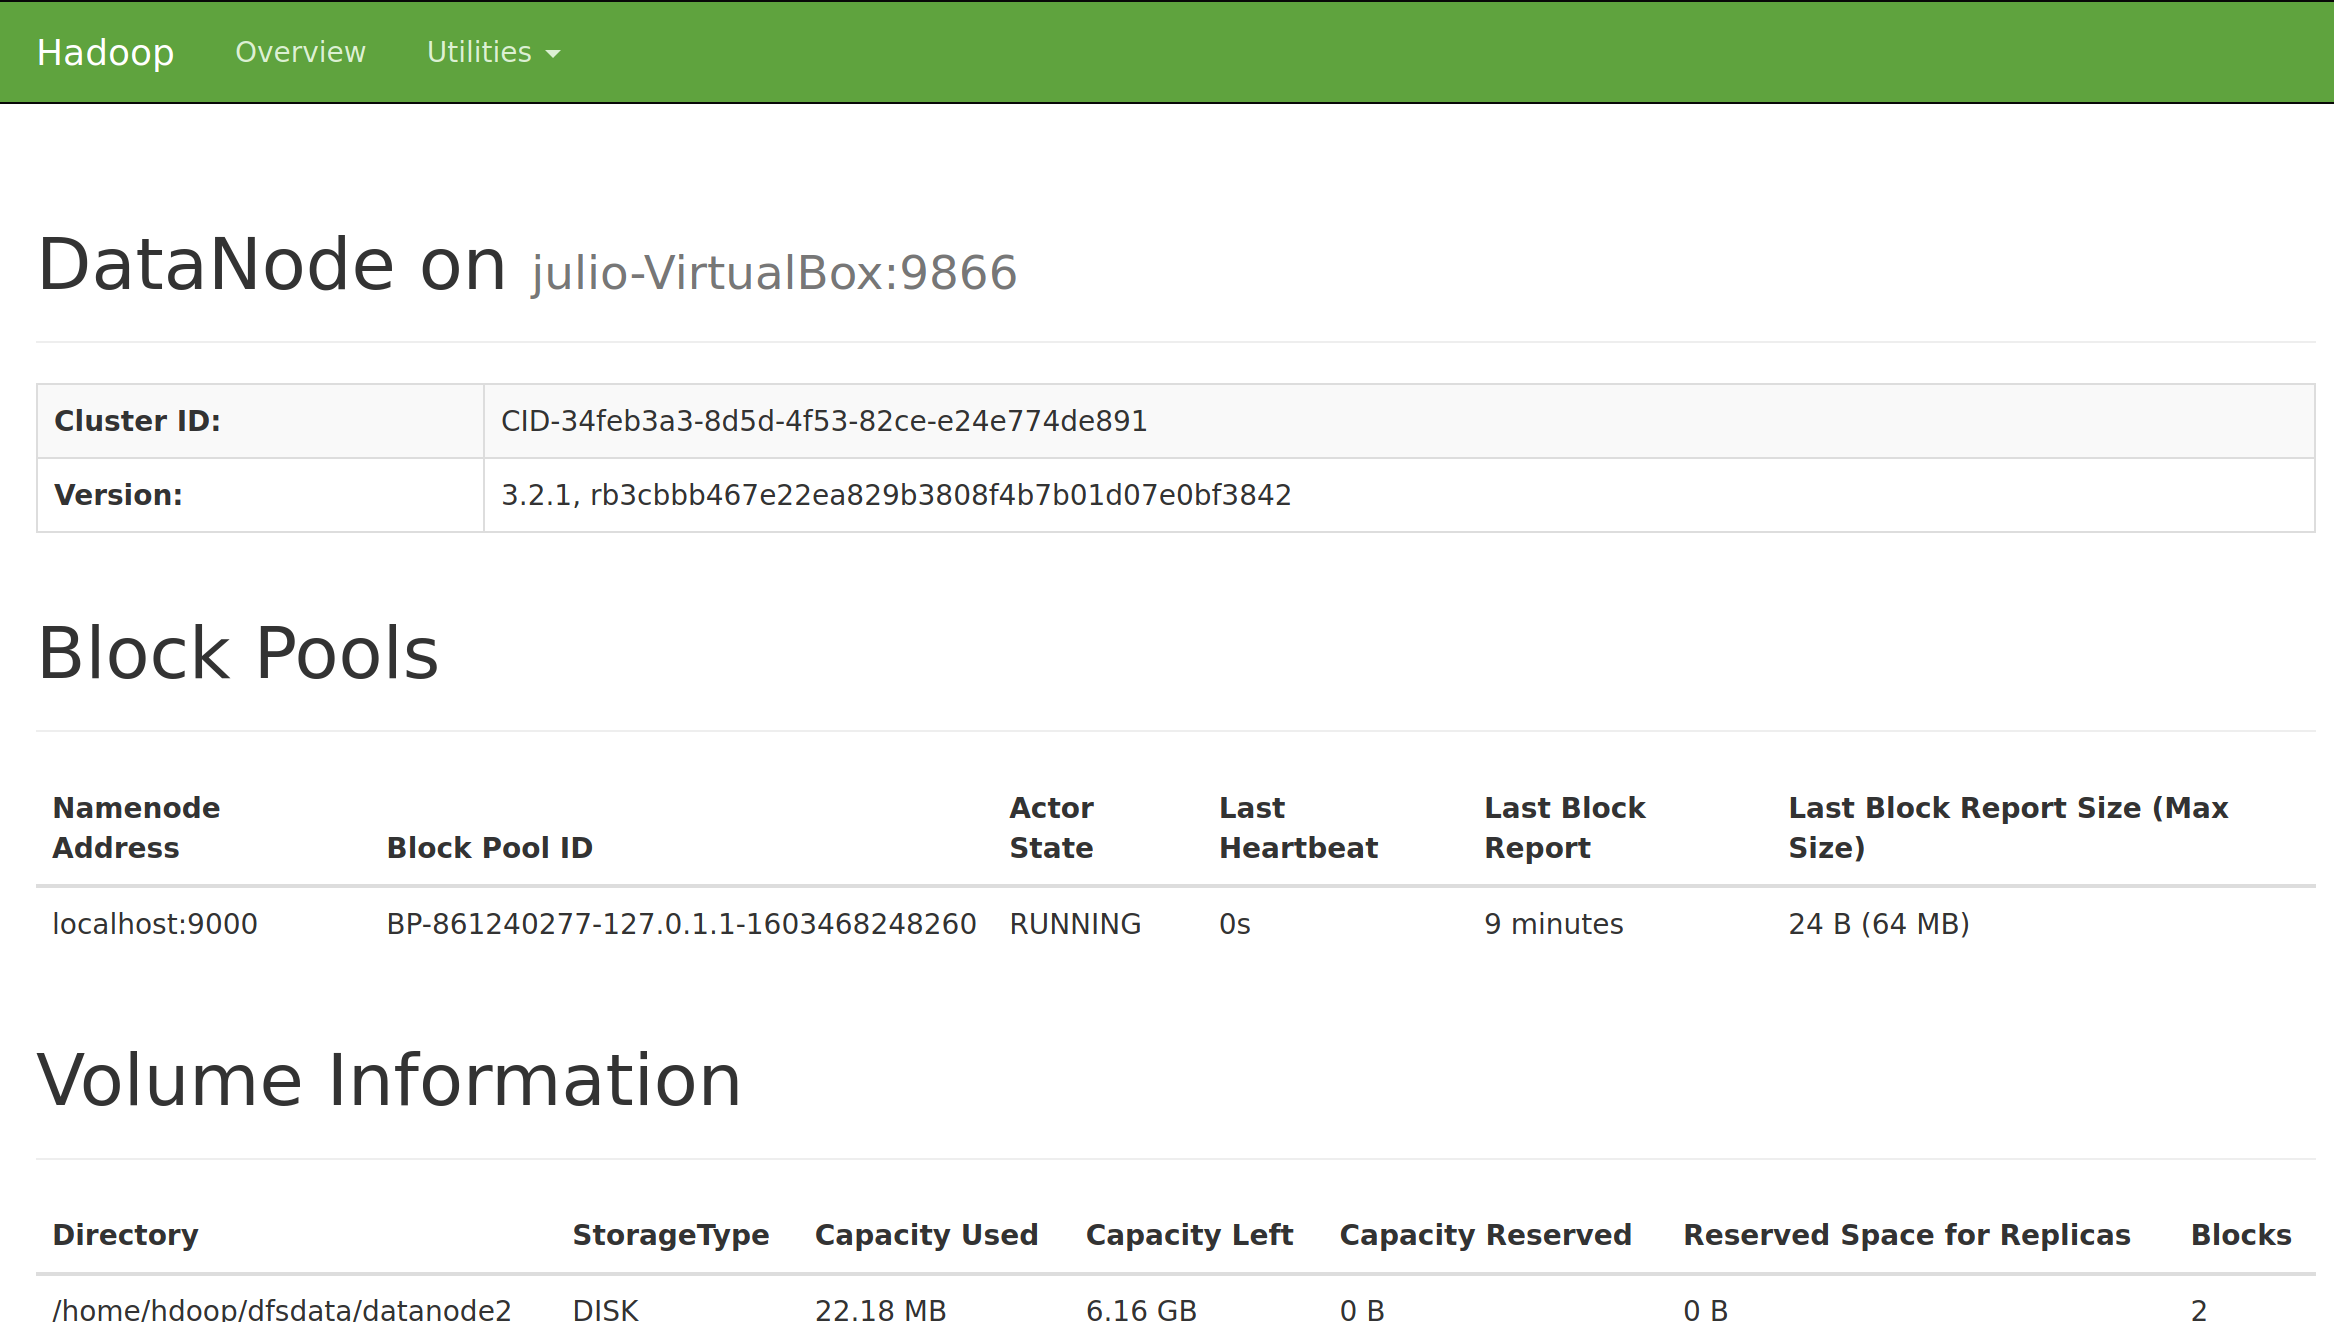 Hadoop Overview Utilities
DataNode on julio-VirtualBox:9866
Cluster ID: CID-34feb3a3-8d5d-4f53-82ce-e24e774de891
Version: 3.2.1, rb3cbbb467e22ea829b3808f4b7b01d07e0bf3842
Block Pools
Namenode Address Block Pool ID Actor State Last Heartbeat Last Block Report Last Block Report Size (Max Size)
localhost:9000 BP-861240277-127.0.1.1-1603468248260 RUNNING 0s 9 minutes 24 B (64 MB)
Volume Information
Directory StorageType Capacity Used Capacity Left Capacity Reserved Reserved Space for Replicas Blocks
/home/hdoop/dfsdata/datanode2 DISK 22.18 MB 6.16 GB 0 B 0 B 2